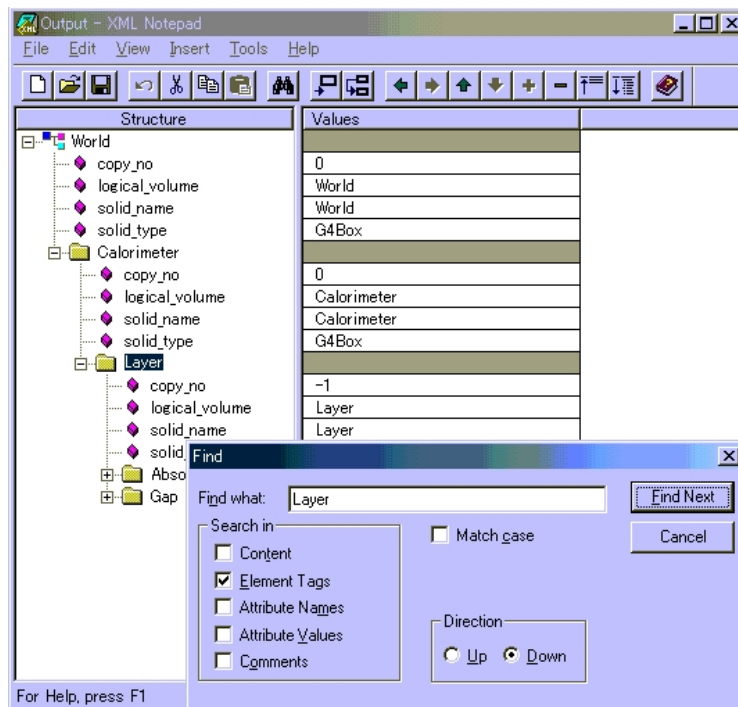 Output - XML Notepad
File Edit View Insert Tools Help
Structure Values
World
copy_no 0
logical_volume World
solid_name World
solid_type G4Box
Calorimeter
copy_no 0
logical_volume Calorimeter
solid_name Calorimeter
solid_type G4Box
Layer
copy_no -1
logical_volume Layer
solid_name Layer
solid_
Abso
Gap
Find
Find what: Layer Find Next
Search in
Match case Cancel
Content
Element Tags
Attribute Names
Attribute Values
Comments
Direction
Up Down
For Help, press F1